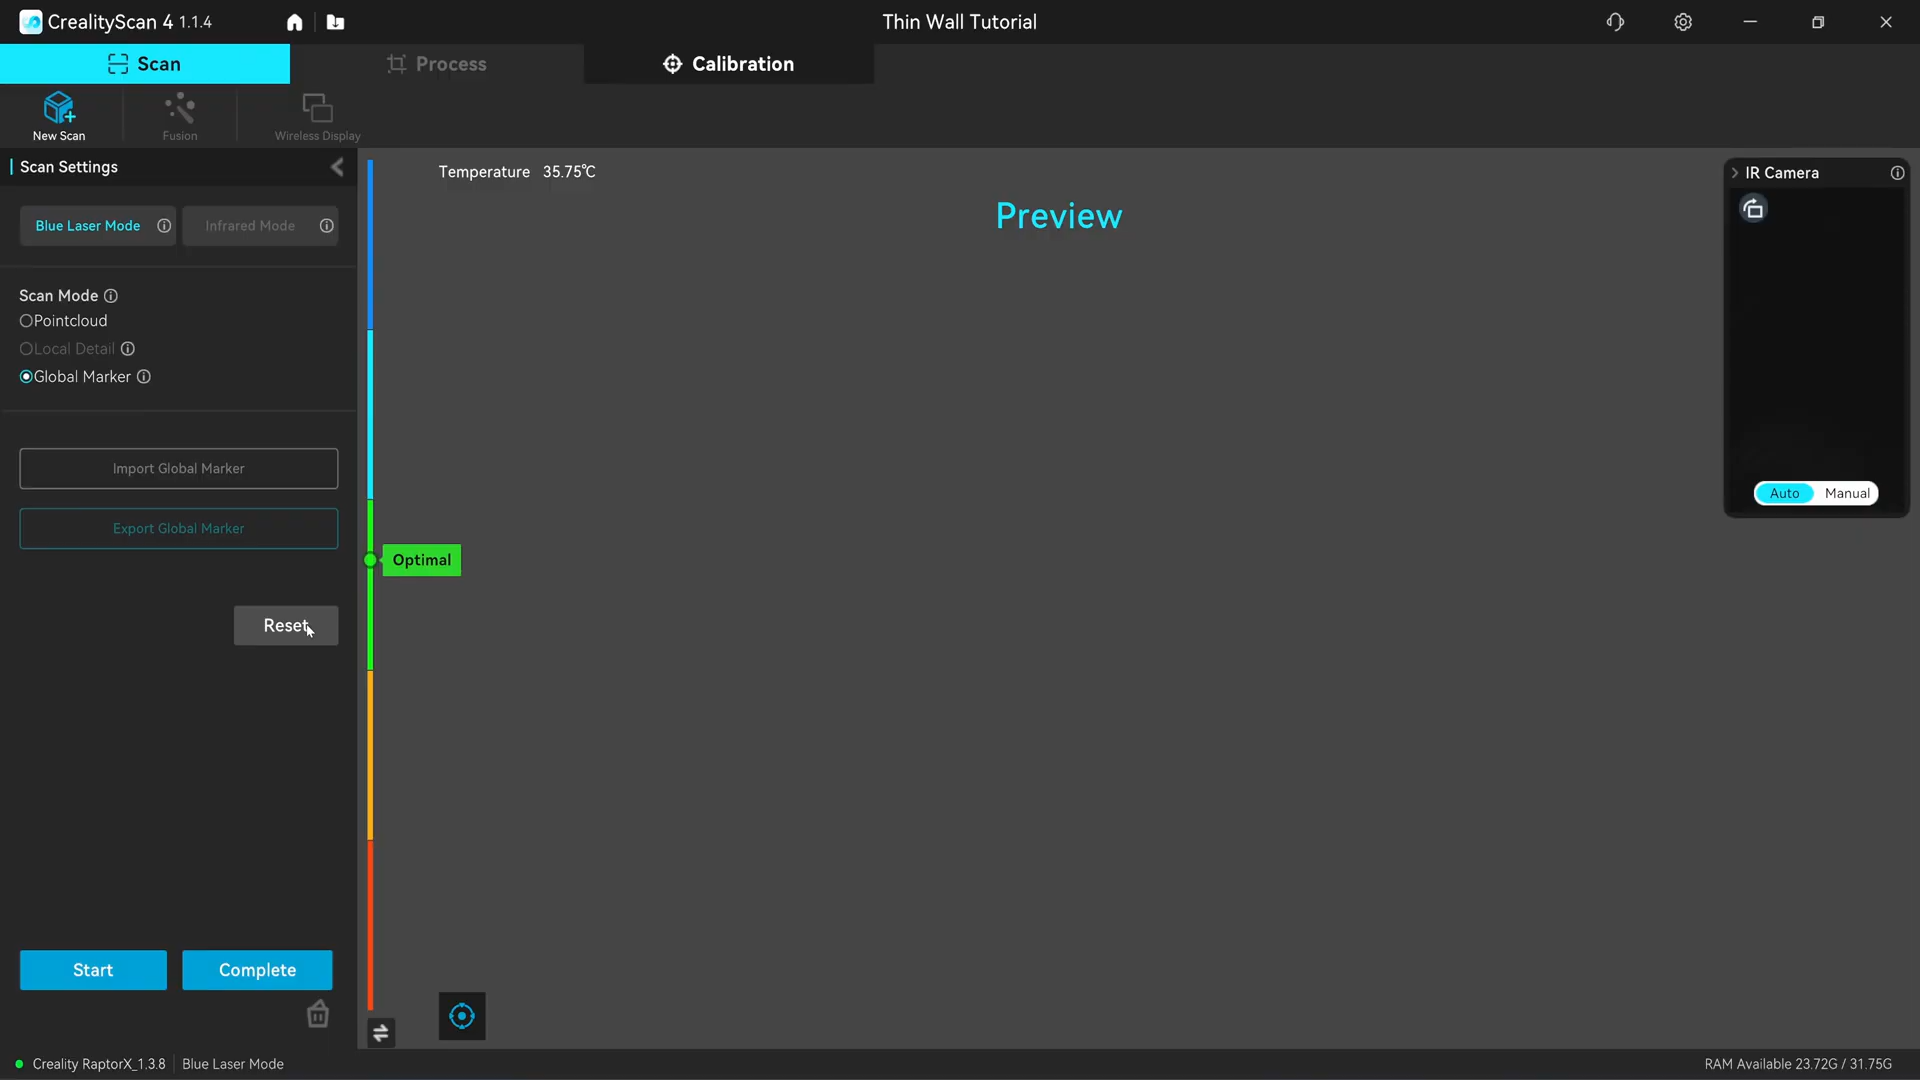 CrealityScan 4 1.1.4
Thin Wall Tutorial
Scan
Process
Calibration
New Scan
Fusion
Wireless Display
Scan Settings
Temperature 35.75℃
IR Camera
Preview
Blue Laser Mode
Infrared Mode
Scan Mode
Pointcloud
Local Detail
Global Marker
Import Global Marker
Auto
Manual
Export Global Marker
Optimal
Reset
Start
Complete
Creality RaptorX_1.3.8
Blue Laser Mode
RAM Available 23.72G / 31.75G